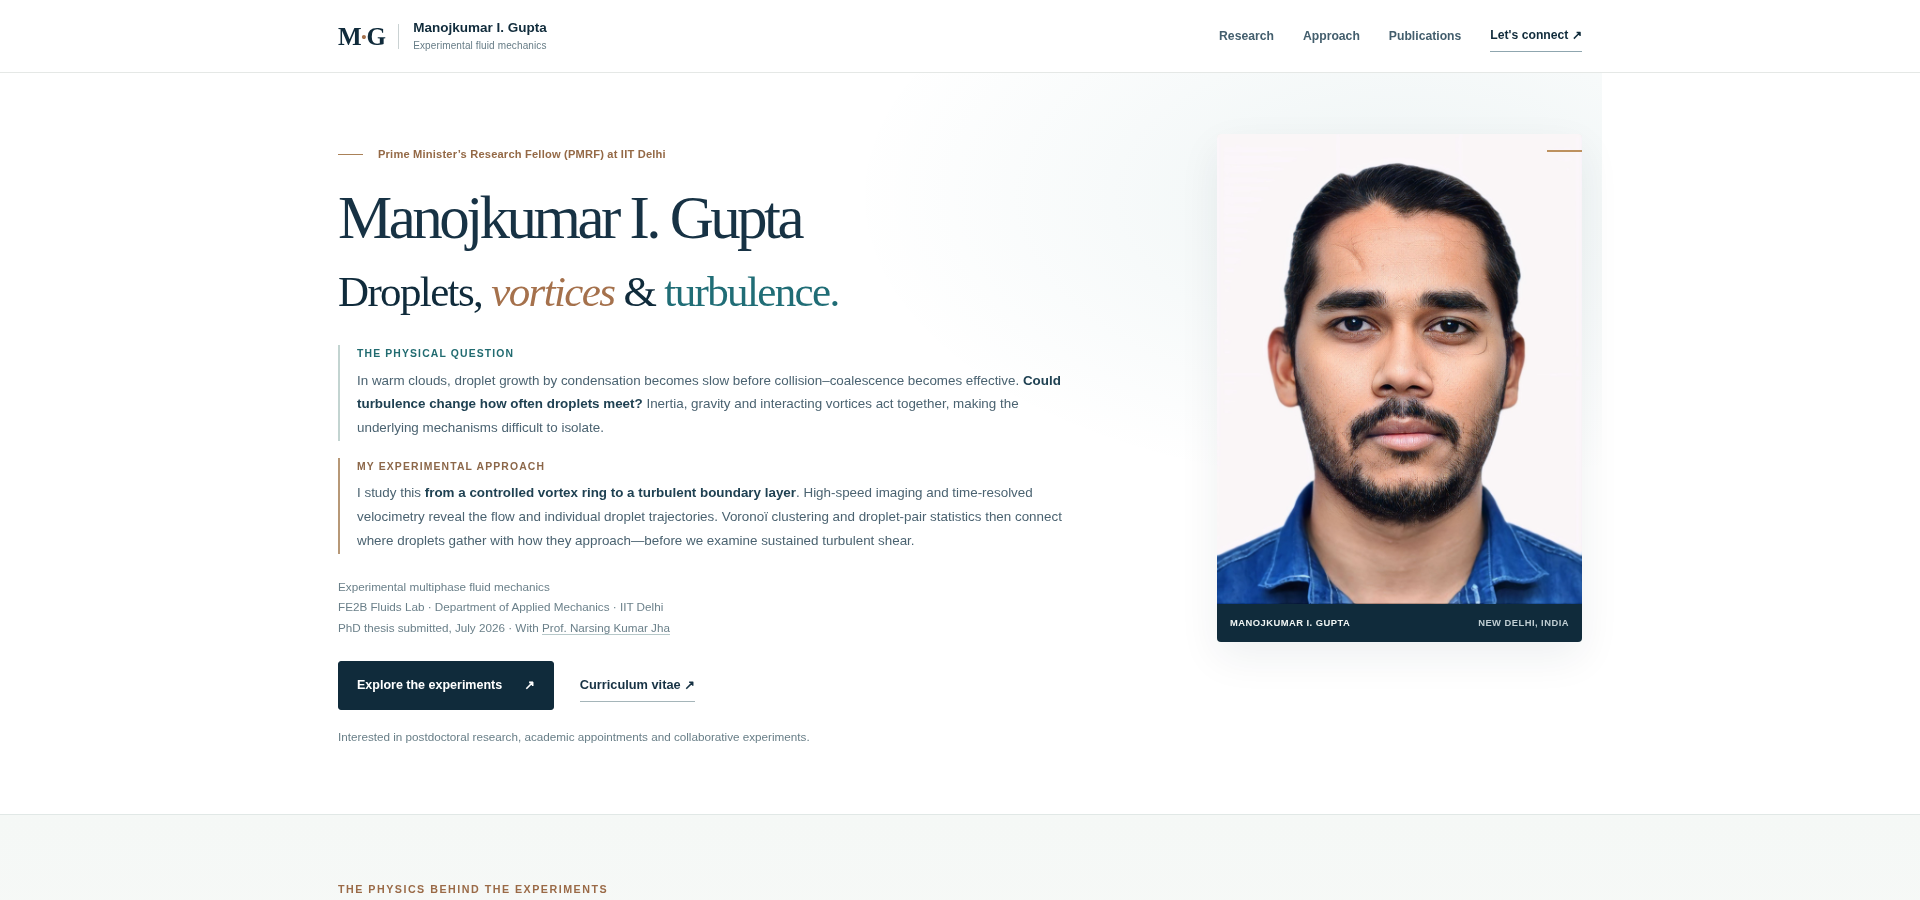 M·G
Manojkumar I. Gupta
Experimental fluid mechanics
Research
Approach
Publications
Let's connect ↗
Prime Minister’s Research Fellow (PMRF) at IIT Delhi
Manojkumar I. Gupta
Droplets, vortices & turbulence.
THE PHYSICAL QUESTION
In warm clouds, droplet growth by condensation becomes slow before collision–coalescence becomes effective. Could
turbulence change how often droplets meet? Inertia, gravity and interacting vortices act together, making the
underlying mechanisms difficult to isolate.
MY EXPERIMENTAL APPROACH
I study this from a controlled vortex ring to a turbulent boundary layer. High-speed imaging and time-resolved
velocimetry reveal the flow and individual droplet trajectories. Voronoï clustering and droplet-pair statistics then connect
where droplets gather with how they approach—before we examine sustained turbulent shear.
Experimental multiphase fluid mechanics
FE2B Fluids Lab · Department of Applied Mechanics · IIT Delhi
PhD thesis submitted, July 2026 · With Prof. Narsing Kumar Jha
Explore the experiments ↗
Curriculum vitae ↗
Interested in postdoctoral research, academic appointments and collaborative experiments.
MANOJKUMAR I. GUPTA
NEW DELHI, INDIA
THE PHYSICS BEHIND THE EXPERIMENTS